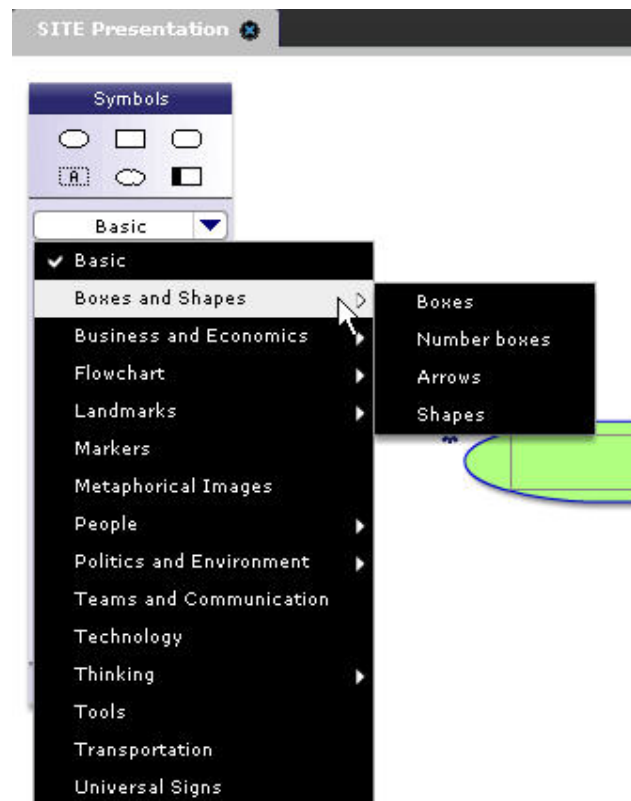 SITE Presentation
Symbols
A
Basic
Basic
Boxes and Shapes
Business and Economics
Flowchart
Landmarks
Markers
Metaphorical Images
People
Politics and Environment
Teams and Communication
Technology
Thinking
Tools
Transportation
Universal Signs
Boxes
Number boxes
Arrows
Shapes